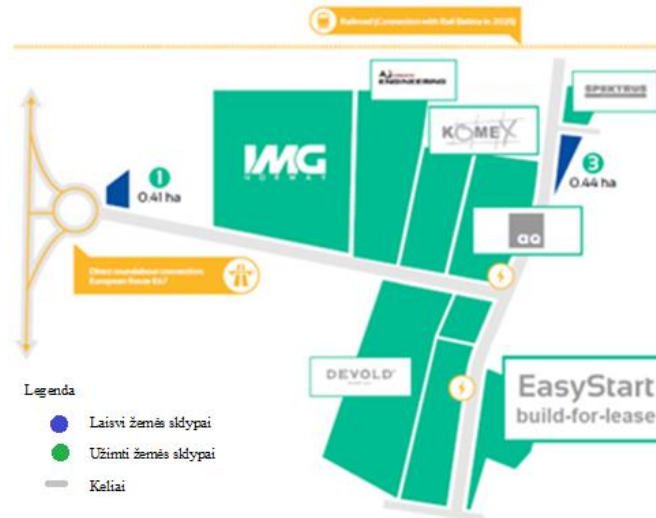 Railroad (Connection with Rail Baltica in 2025)
AJ
ENGINEERING
SPEKTRUS
KOMEX
IMG
NORWAY
1
0.41 ha
3
0.44 ha
aq
Direct roundabout connection:
European Route E67
DEVOLD
EasyStart
build-for-lease
Legenda
Laisvi žemės sklypai
Užimti žemės sklypai
Keliai